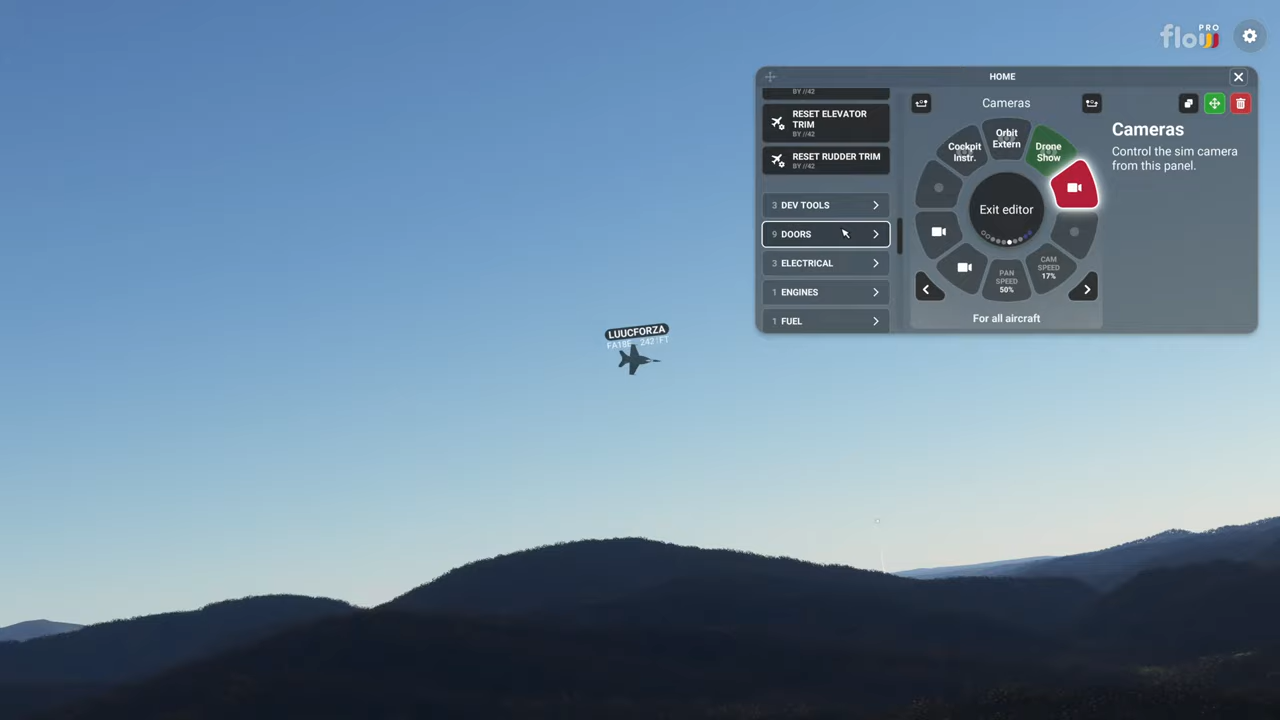 flow PRO
HOME
BY //42
RESET ELEVATOR
TRIM
BY //42
RESET RUDDER TRIM
BY //42
3 DEV TOOLS
9 DOORS
3 ELECTRICAL
1 ENGINES
1 FUEL
Cameras
Cockpit
Instr.
Orbit
Extern
Drone
Show
Exit editor
PAN
SPEED
50%
CAM
SPEED
17%
For all aircraft
Cameras
Control the sim camera
from this panel.
LUUCFORZA